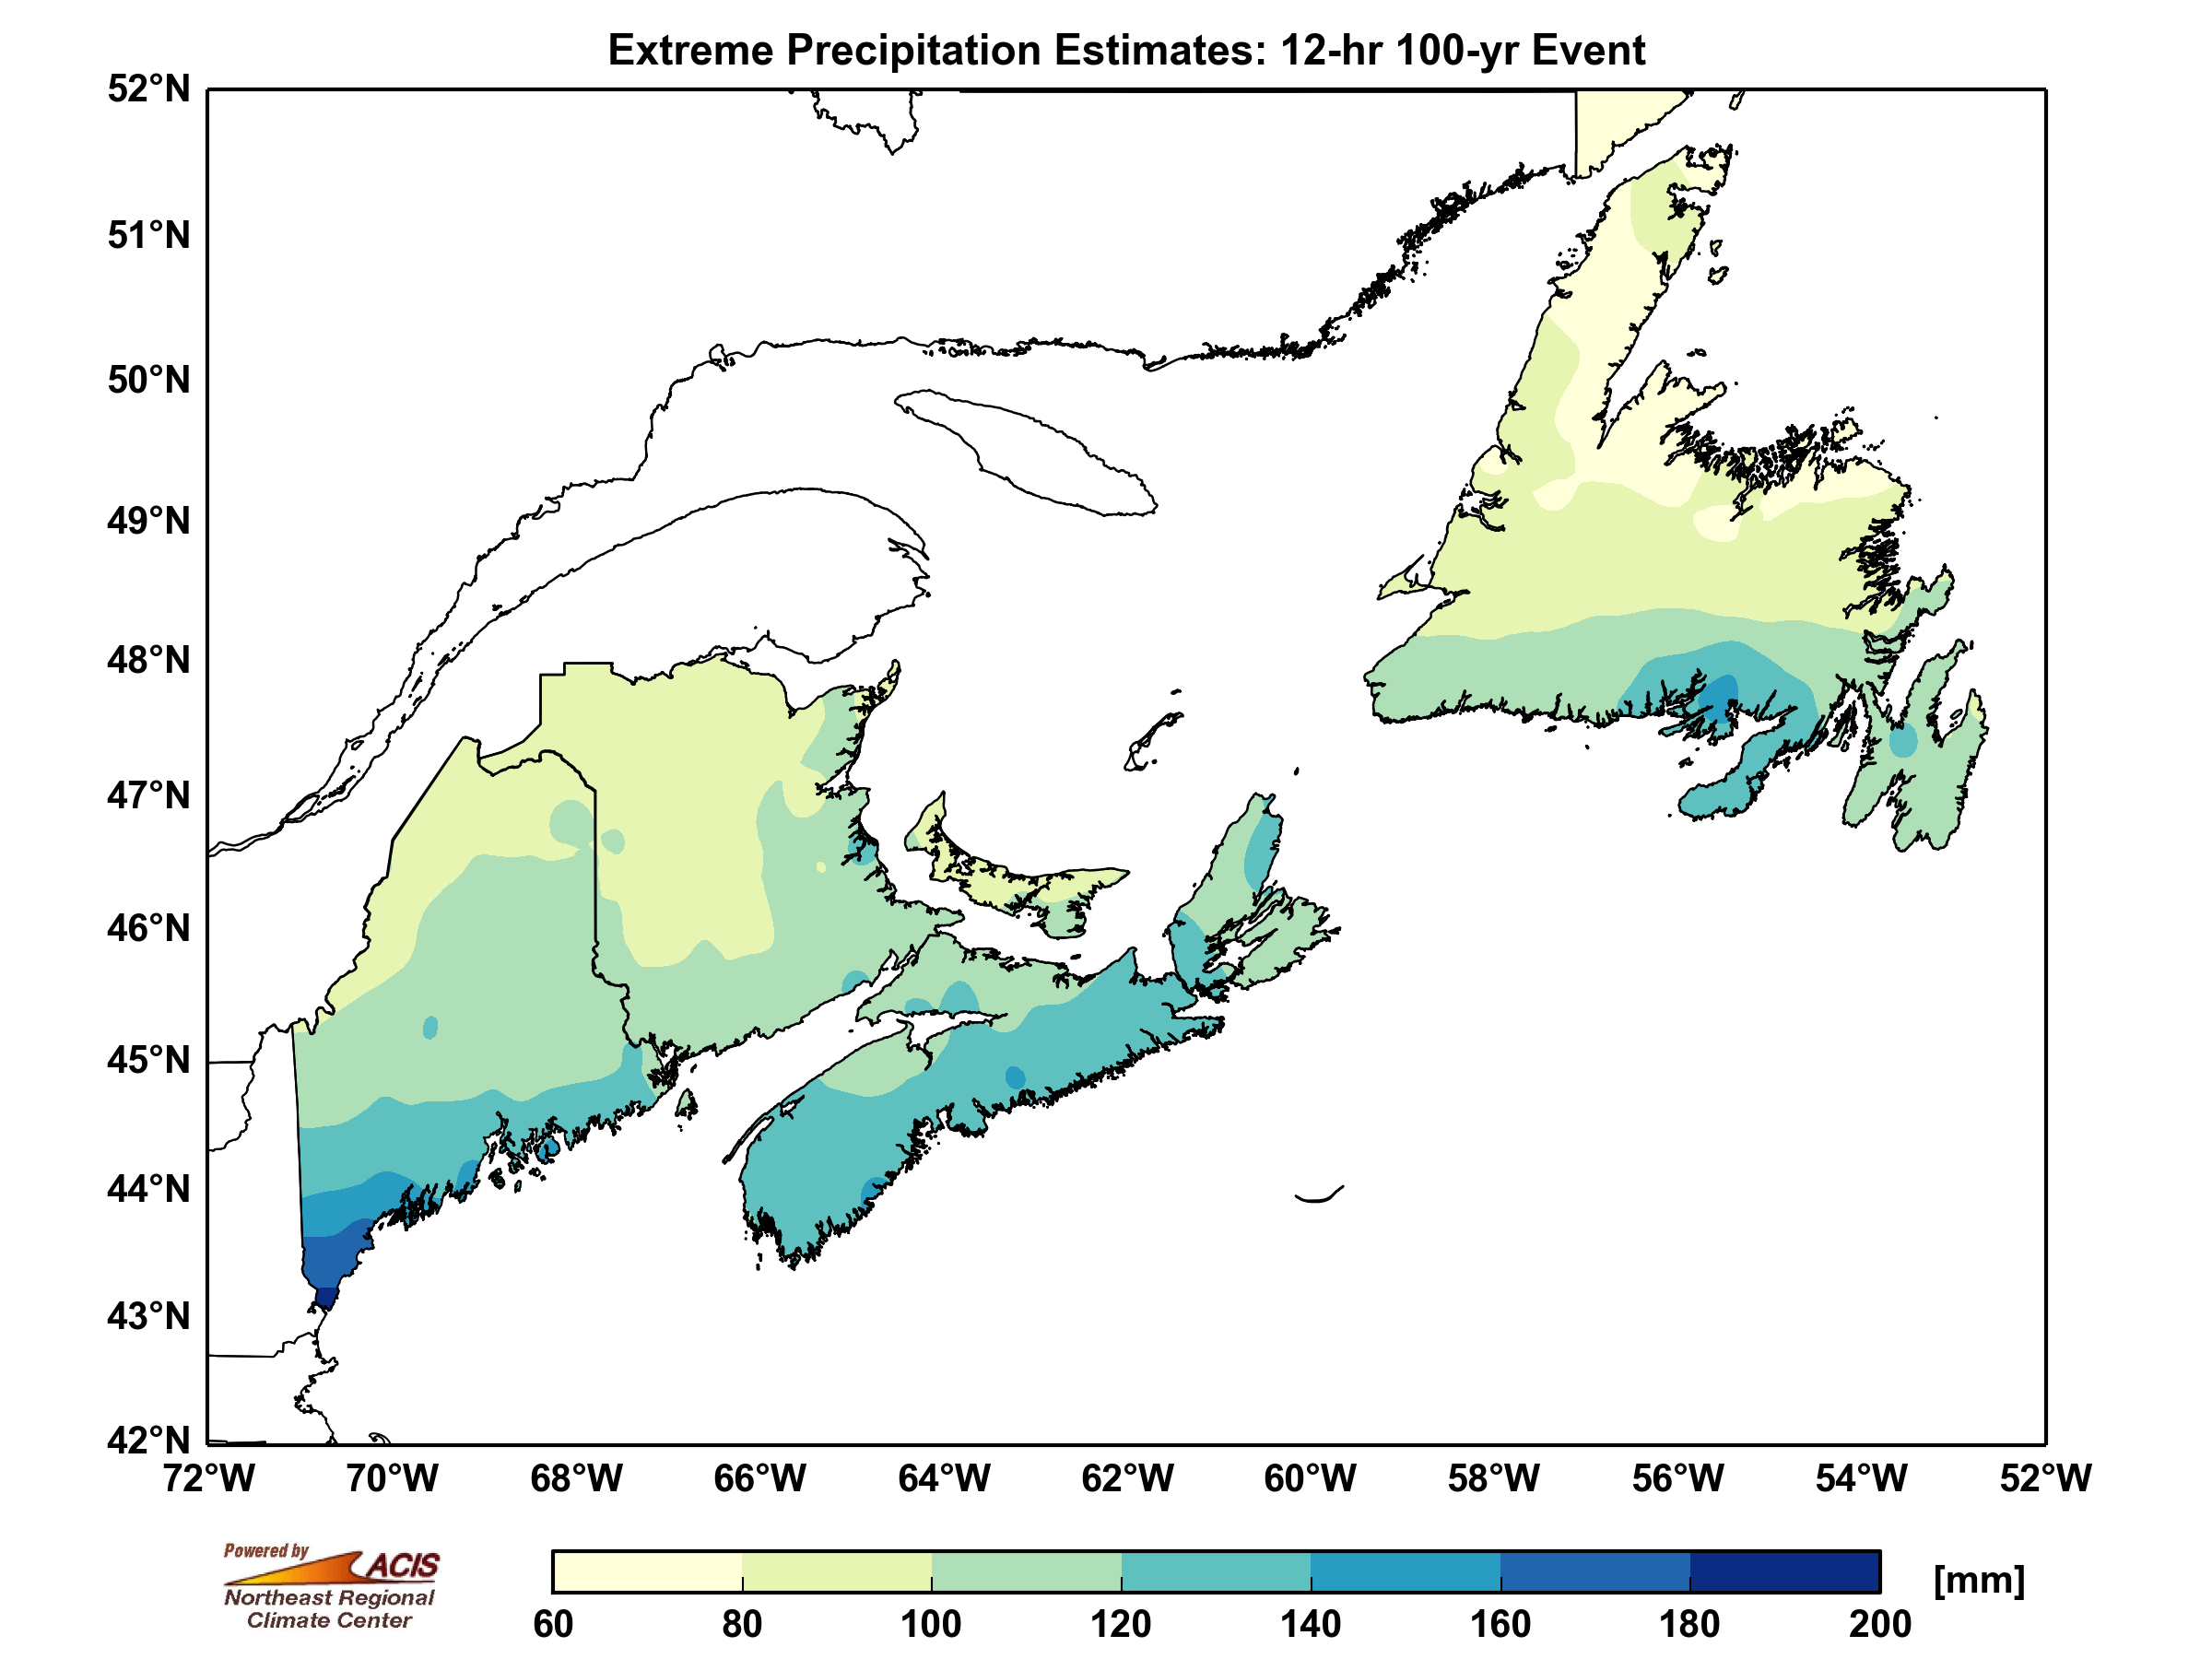 Extreme Precipitation Estimates: 12-hr 100-yr Event
52°N
51°N
50°N
49°N
48°N
47°N
46°N
45°N
44°N
43°N
42°N
72°W 70°W 68°W 66°W 64°W 62°W 60°W 58°W 56°W 54°W 52°W
Powered by
ACIS
Northeast Regional
Climate Center
[mm]
60 80 100 120 140 160 180 200